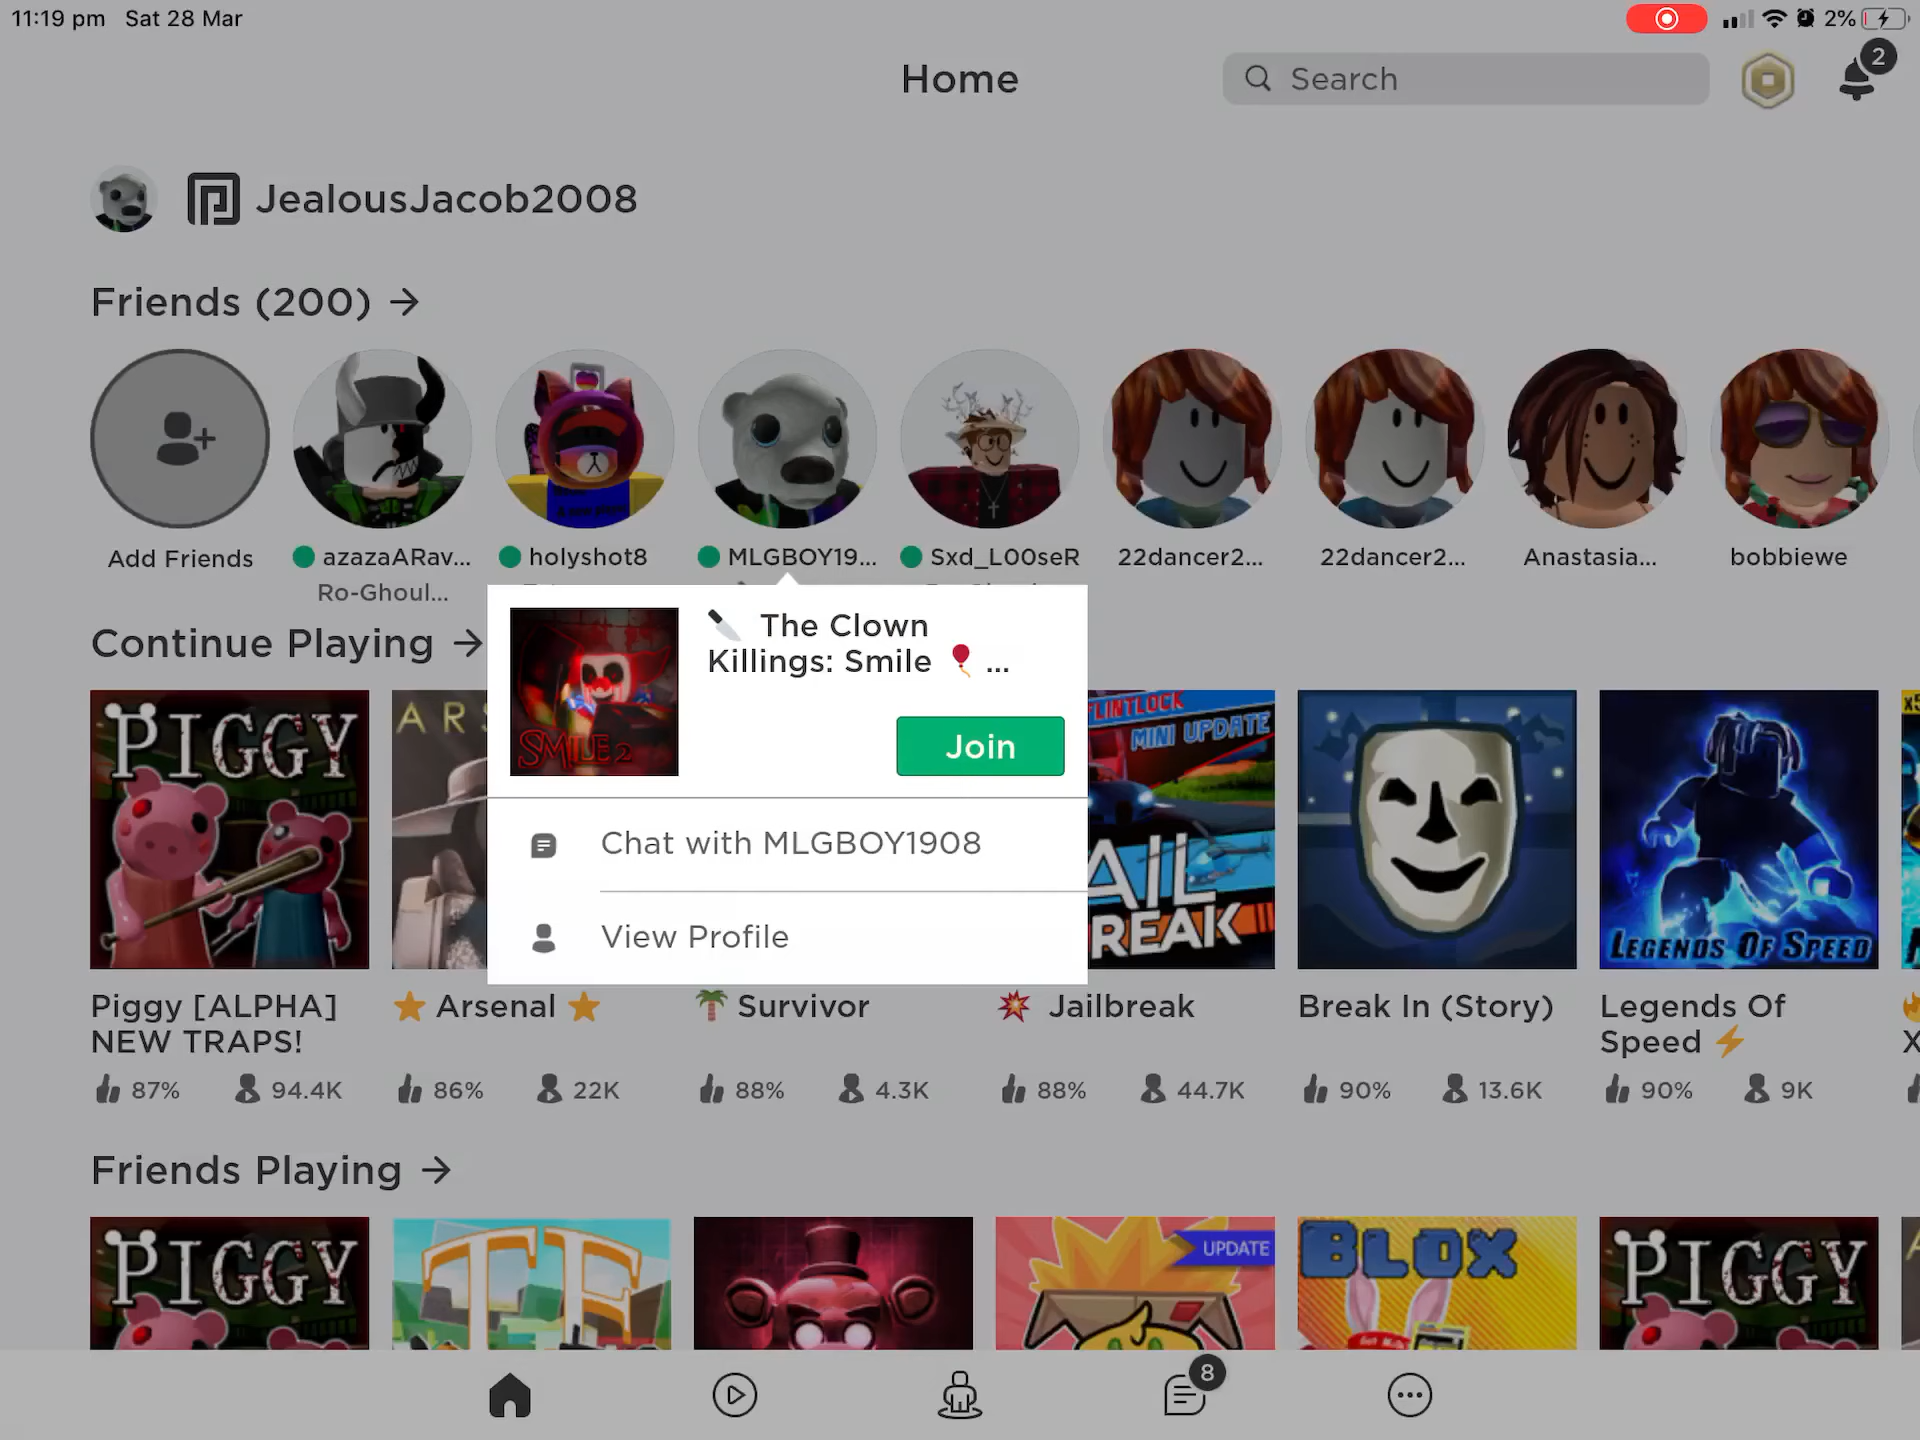 11:19 pm Sat 28 Mar
2%
Home
Search
2
JealousJacob2008
Friends (200)
Add Friends
azazaARav...
holyshot8
MLGBOY19...
Sxd_L00seR
22dancer2...
22dancer2...
Anastasia...
bobbiewe
Ro-Ghoul...
The Clown
Killings: Smile ...
SMILE 2
Join
Chat with MLGBOY1908
View Profile
Continue Playing
PIGGY
FLINTLOCK
MINI UPDATE
LEGENDS OF SPEED
Piggy [ALPHA]
NEW TRAPS!
Arsenal
Survivor
Jailbreak
Break In (Story)
Legends Of
Speed
87% 94.4K
86% 22K
88% 4.3K
88% 44.7K
90% 13.6K
90% 9K
Friends Playing
PIGGY
UPDATE
BLOX
PIGGY
8